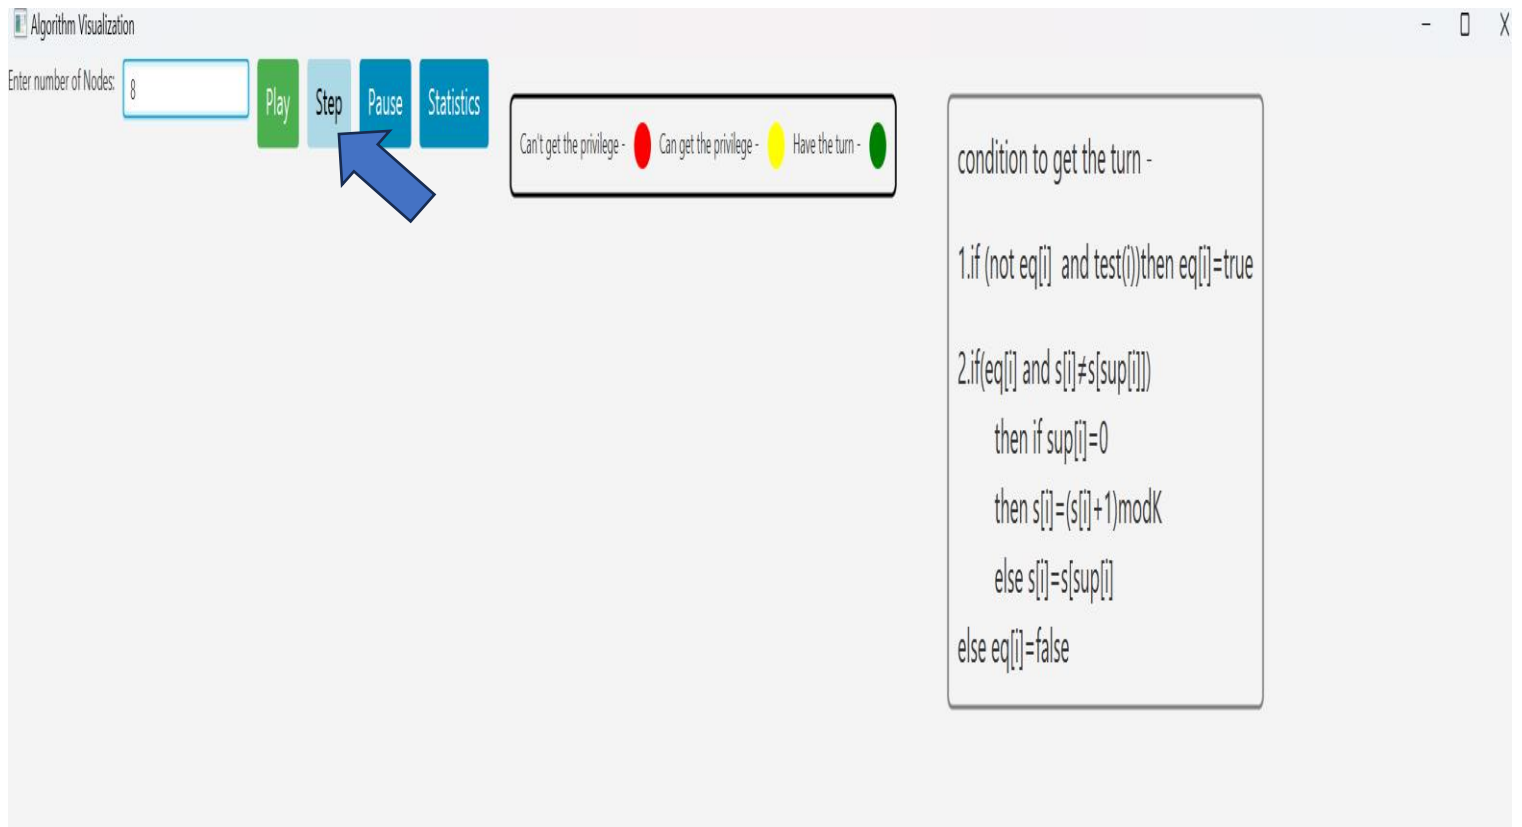 Algorithm Visualization
Enter number of Nodes: 8 Play Step Pause Statistics
Can't get the privilege - Can get the privilege - Have the turn -
condition to get the turn -
1.if (not eq[i] and test(i))then eq[i]=true
2.if(eq[i] and s[i]≠s[sup[i]])
then if sup[i]=0
then s[i]=(s[i]+1)modK
else s[i]=s[sup[i]
else eq[i]=false